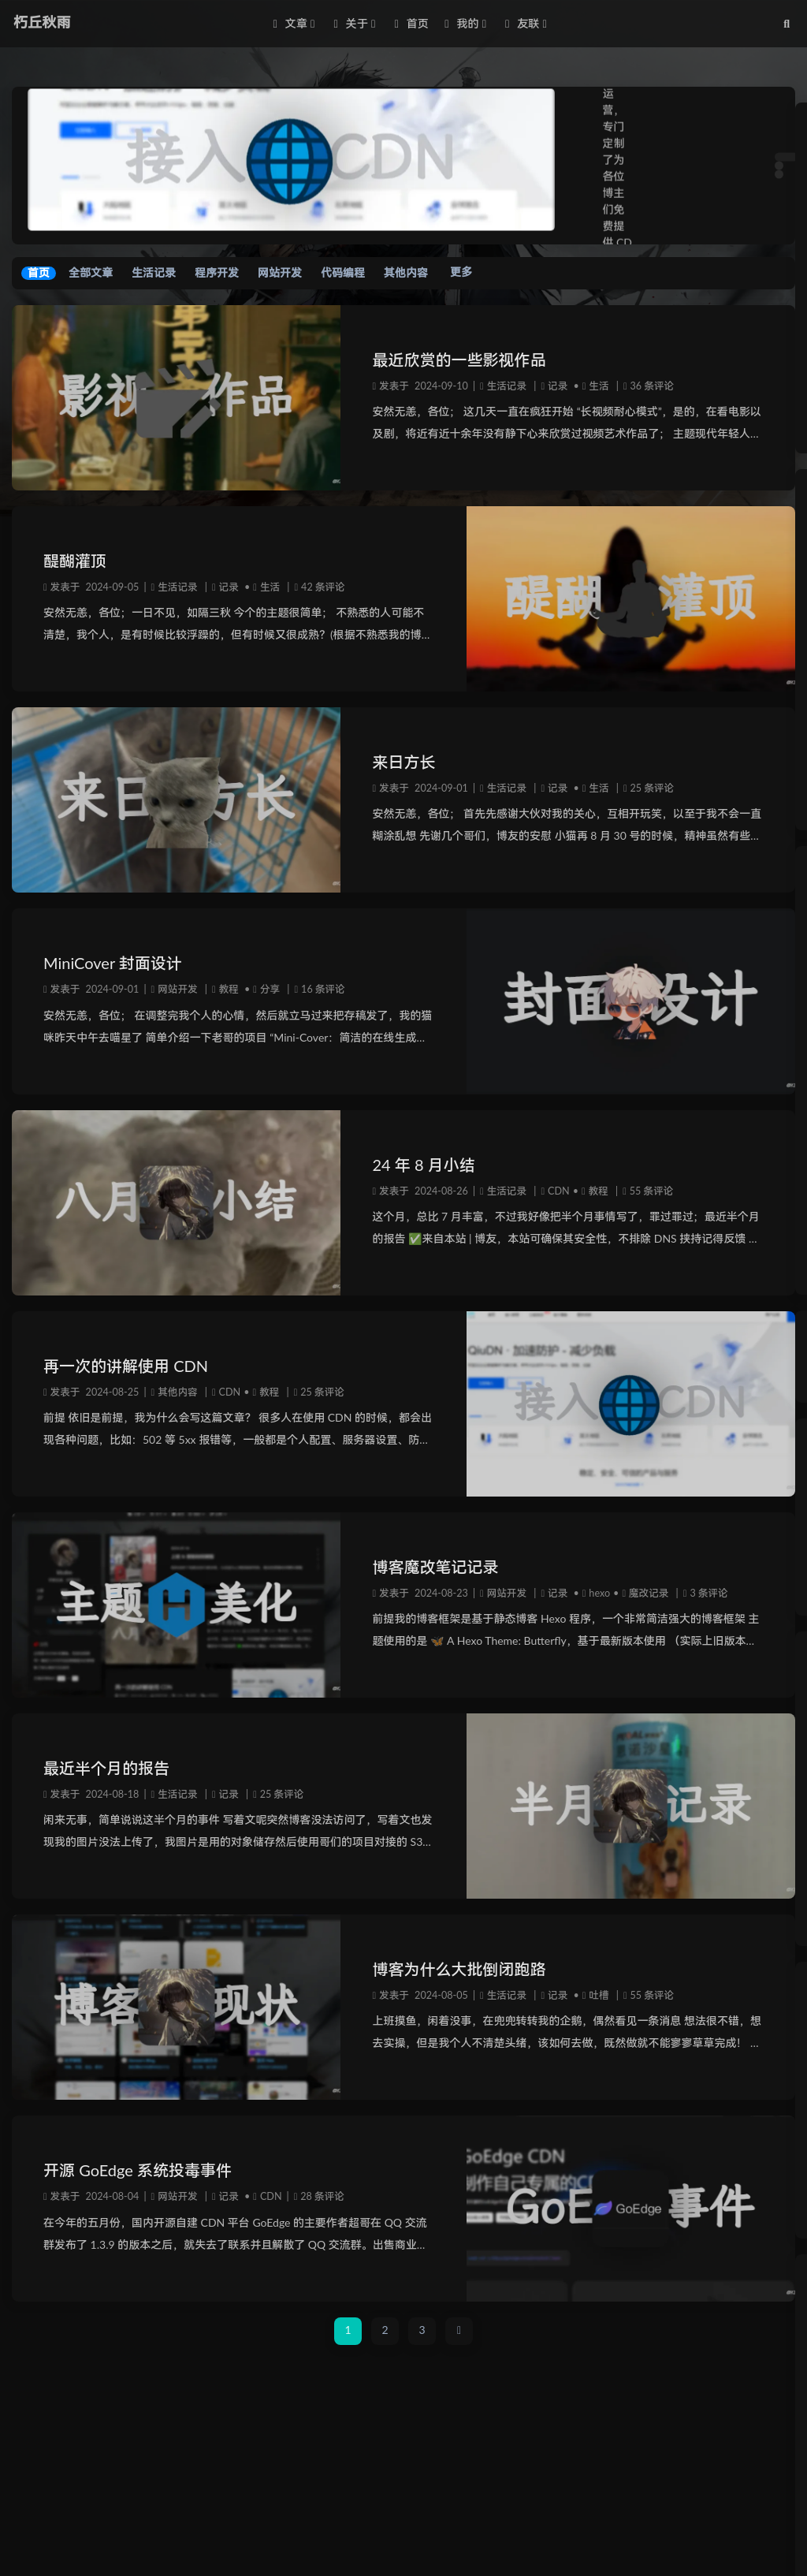 朽丘秋雨
文章 关于 首页 我的 友联
接入 CDN
运
营，
专门
定制
了为
各位
博主
们免
费提
供 CD
首页 全部文章 生活记录 程序开发 网站开发 代码编程 其他内容 更多
影视作品
最近欣赏的一些影视作品
发表于 2024-09-10 | 生活记录 | 记录 • 生活 | 36 条评论
安然无恙，各位； 这几天一直在疯狂开始 “长视频耐心模式”，是的，在看电影以
及剧，将近有近十余年没有静下心来欣赏过视频艺术作品了； 主题现代年轻人...
醍醐灌顶
发表于 2024-09-05 | 生活记录 | 记录 • 生活 | 42 条评论
安然无恙，各位；一日不见，如隔三秋 今个的主题很简单； 不熟悉的人可能不
清楚，我个人，是有时候比较浮躁的，但有时候又很成熟？(根据不熟悉我的博...
醍醐灌顶
来日方长
来日方长
发表于 2024-09-01 | 生活记录 | 记录 • 生活 | 25 条评论
安然无恙，各位； 首先先感谢大伙对我的关心，互相开玩笑，以至于我不会一直
糊涂乱想 先谢几个哥们，博友的安慰 小猫再 8 月 30 号的时候，精神虽然有些...
MiniCover 封面设计
发表于 2024-09-01 | 网站开发 | 教程 • 分享 | 16 条评论
安然无恙，各位； 在调整完我个人的心情，然后就立马过来把存稿发了，我的猫
咪昨天中午去喵星了 简单介绍一下老哥的项目 “Mini-Cover：简洁的在线生成...
封面设计
八月小结
24 年 8 月小结
发表于 2024-08-26 | 生活记录 | CDN • 教程 | 55 条评论
这个月，总比 7 月丰富，不过我好像把半个月事情写了，罪过罪过；最近半个月
的报告 ✅来自本站 | 博友，本站可确保其安全性，不排除 DNS 挟持记得反馈 ...
再一次的讲解使用 CDN
发表于 2024-08-25 | 其他内容 | CDN • 教程 | 25 条评论
前提 依旧是前提，我为什么会写这篇文章？ 很多人在使用 CDN 的时候，都会出
现各种问题，比如：502 等 5xx 报错等，一般都是个人配置、服务器设置、防...
QiuDN · 加速防护 - 减少负载
接入 CDN
稳定、安全、可信的产品与服务
主题美化
博客魔改笔记记录
发表于 2024-08-23 | 网站开发 | 记录 • hexo • 魔改记录 | 3 条评论
前提我的博客框架是基于静态博客 Hexo 程序，一个非常简洁强大的博客框架 主
题使用的是 🦋 A Hexo Theme: Butterfly，基于最新版本使用 （实际上旧版本...
最近半个月的报告
发表于 2024-08-18 | 生活记录 | 记录 | 25 条评论
闲来无事，简单说说这半个月的事件 写着文呢突然博客没法访问了，写着文也发
现我的图片没法上传了，我图片是用的对象储存然后使用哥们的项目对接的 S3...
半月记录
博客现状
博客为什么大批倒闭跑路
发表于 2024-08-05 | 生活记录 | 记录 • 吐槽 | 55 条评论
上班摸鱼，闲着没事，在兜兜转转我的企鹅，偶然看见一条消息 想法很不错，想
去实操，但是我个人不清楚头绪，该如何去做，既然做就不能寥寥草草完成！ ...
开源 GoEdge 系统投毒事件
发表于 2024-08-04 | 网站开发 | 记录 • CDN | 28 条评论
在今年的五月份，国内开源自建 CDN 平台 GoEdge 的主要作者超哥在 QQ 交流
群发布了 1.3.9 的版本之后，就失去了联系并且解散了 QQ 交流群。出售商业...
GoEdge CDN
制作自己专属的C
GoE GoEdge 事件
1 2 3